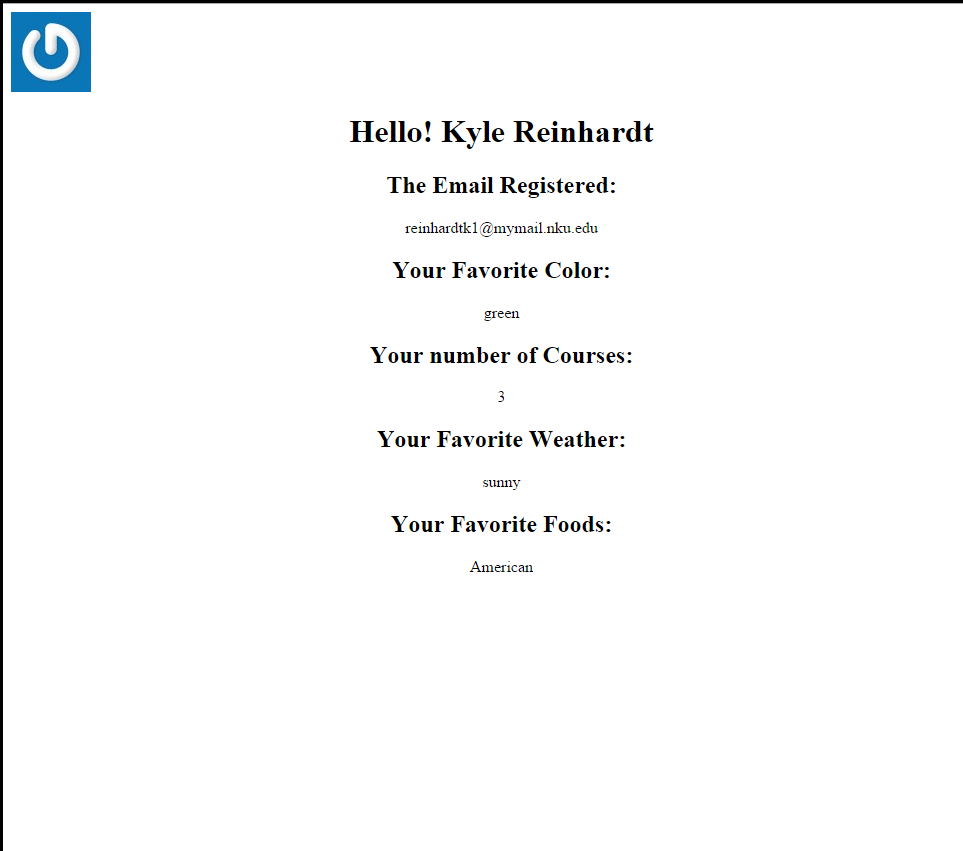 Hello! Kyle Reinhardt
The Email Registered:
reinhardtk1@mymail.nku.edu
Your Favorite Color:
green
Your number of Courses:
3
Your Favorite Weather:
sunny
Your Favorite Foods:
American